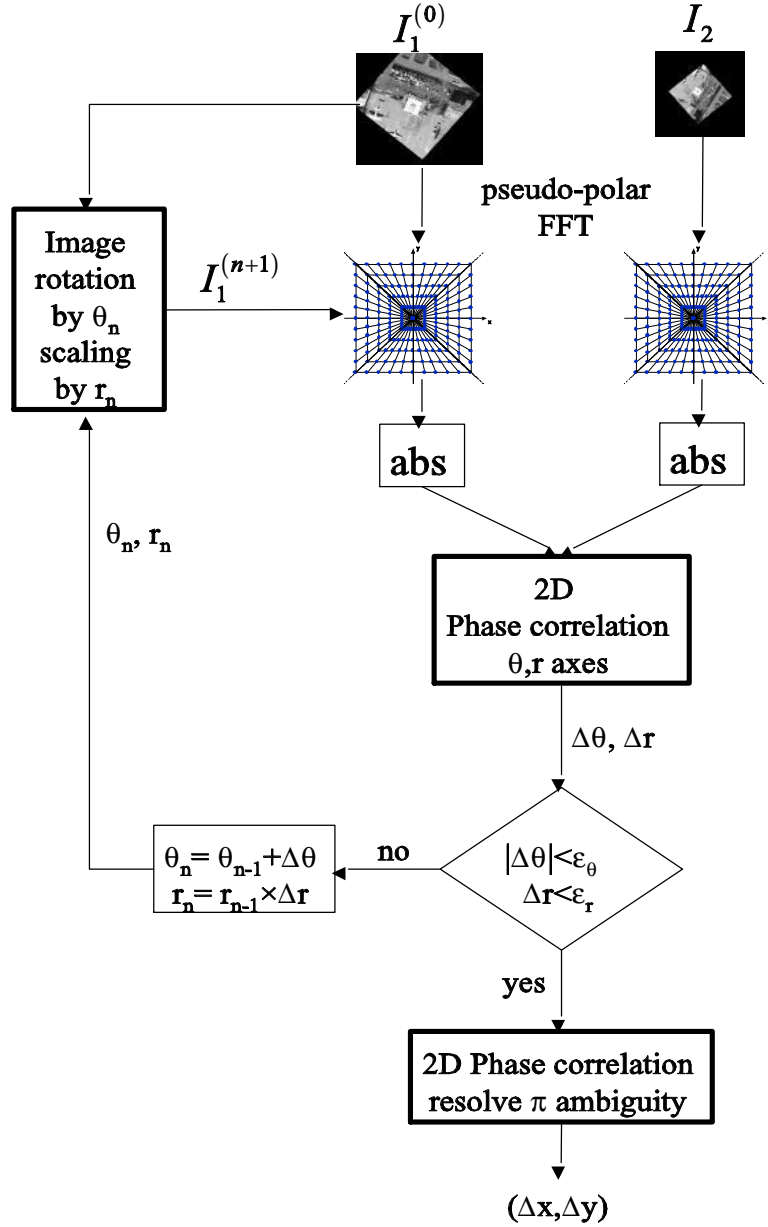 I₁⁽⁰⁾
I₂
pseudo-polar
FFT
Image
rotation
by θₙ
scaling
by rₙ
I₁⁽ⁿ⁺¹⁾
y
x
y
abs
abs
θₙ, rₙ
2D
Phase correlation
θ,r axes
Δθ, Δr
θₙ= θₙ₋₁+Δθ
rₙ= rₙ₋₁×Δr
no
|Δθ|<ε_θ
Δr<εᵣ
yes
2D Phase correlation
resolve π ambiguity
(Δx,Δy)